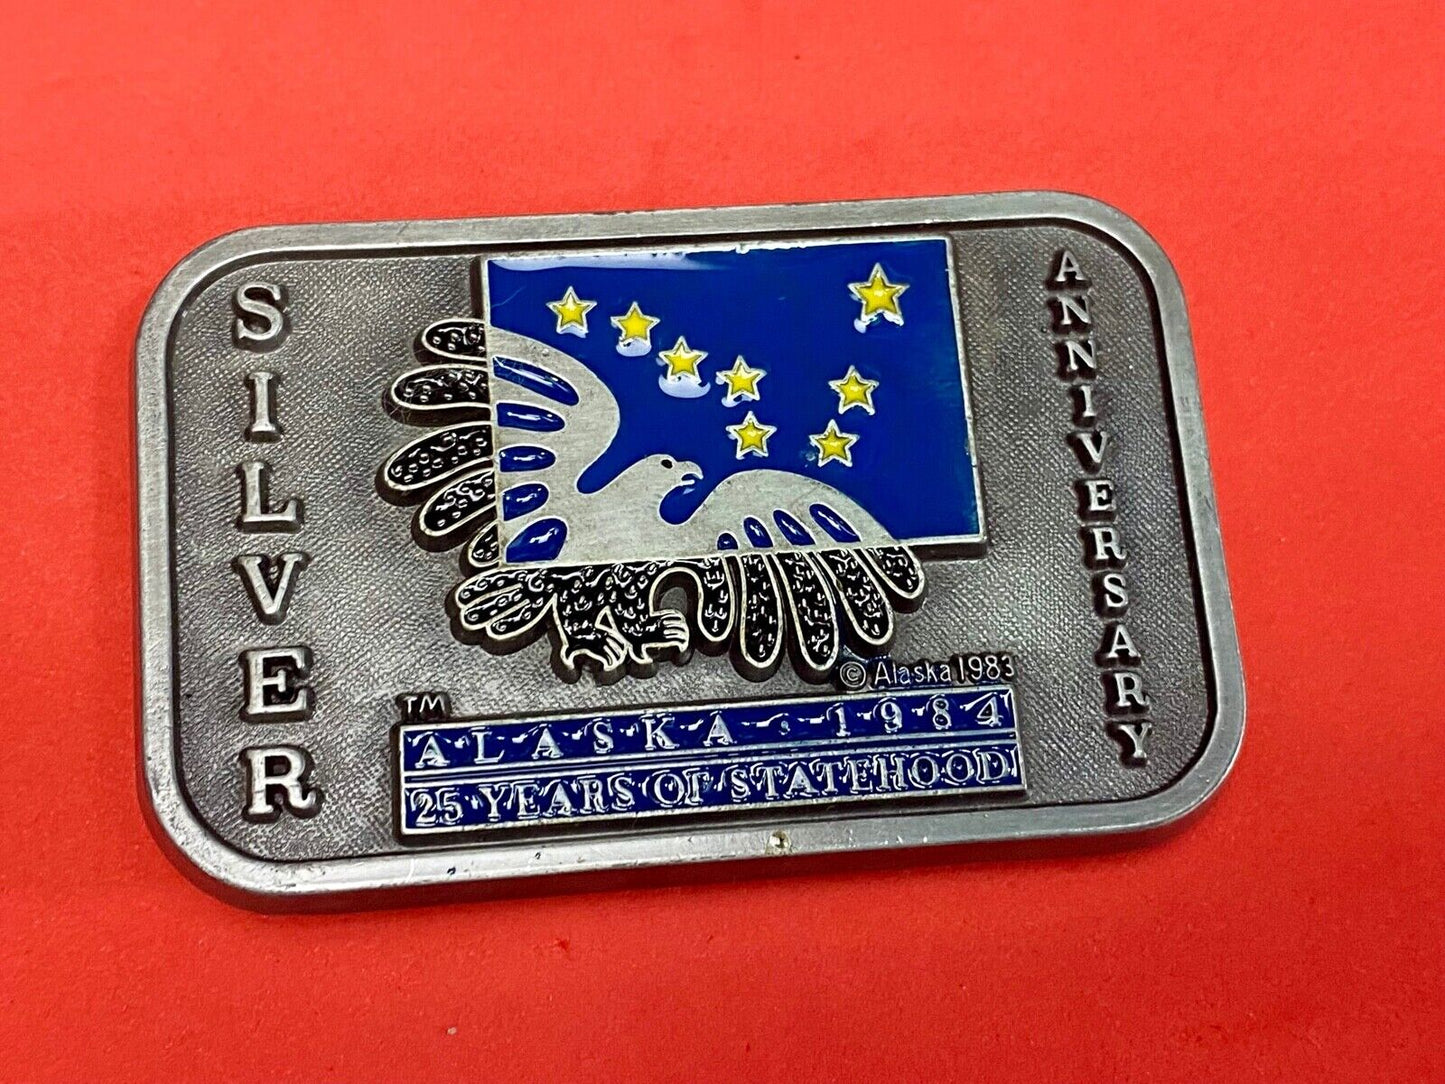 SILVER
ANNIVERSARY
© Alaska 1983
TM
ALASKA · 1984
25 YEARS OF STATEHOOD